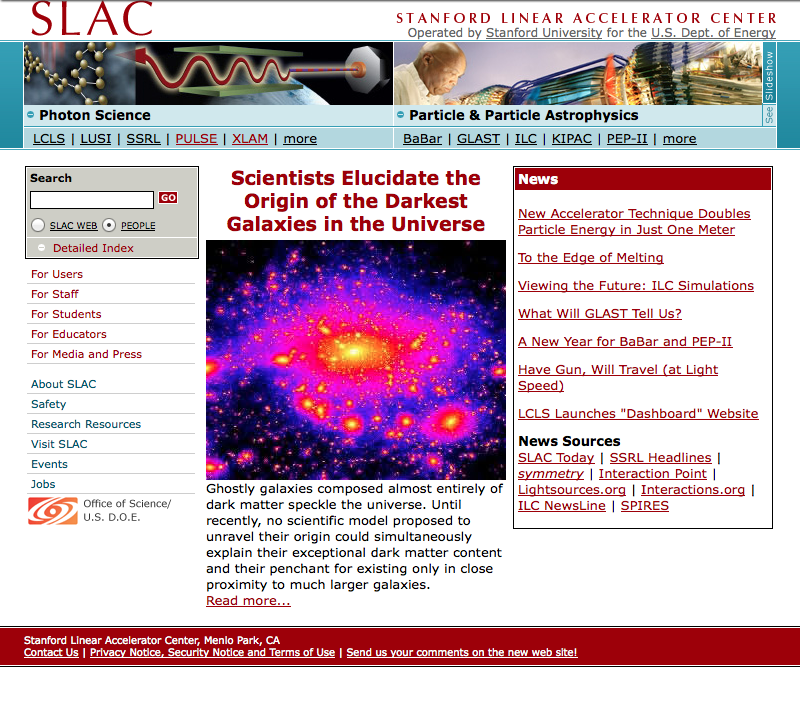 SLAC
STANFORD LINEAR ACCELERATOR CENTER
Operated by Stanford University for the U.S. Dept. of Energy
See Slideshow
Photon Science
LCLS | LUSI | SSRL | PULSE | XLAM | more
Particle & Particle Astrophysics
BaBar | GLAST | ILC | KIPAC | PEP-II | more
Search
GO
SLAC WEB PEOPLE
Detailed Index
For Users
For Staff
For Students
For Educators
For Media and Press
About SLAC
Safety
Research Resources
Visit SLAC
Events
Jobs
Office of Science/
U.S. D.O.E.
Scientists Elucidate the
Origin of the Darkest
Galaxies in the Universe
Ghostly galaxies composed almost entirely of
dark matter speckle the universe. Until
recently, no scientific model proposed to
unravel their origin could simultaneously
explain their exceptional dark matter content
and their penchant for existing only in close
proximity to much larger galaxies.
Read more...
News
New Accelerator Technique Doubles
Particle Energy in Just One Meter
To the Edge of Melting
Viewing the Future: ILC Simulations
What Will GLAST Tell Us?
A New Year for BaBar and PEP-II
Have Gun, Will Travel (at Light
Speed)
LCLS Launches "Dashboard" Website
News Sources
SLAC Today | SSRL Headlines |
symmetry | Interaction Point |
Lightsources.org | Interactions.org |
ILC NewsLine | SPIRES
Stanford Linear Accelerator Center, Menlo Park, CA
Contact Us | Privacy Notice, Security Notice and Terms of Use | Send us your comments on the new web site!